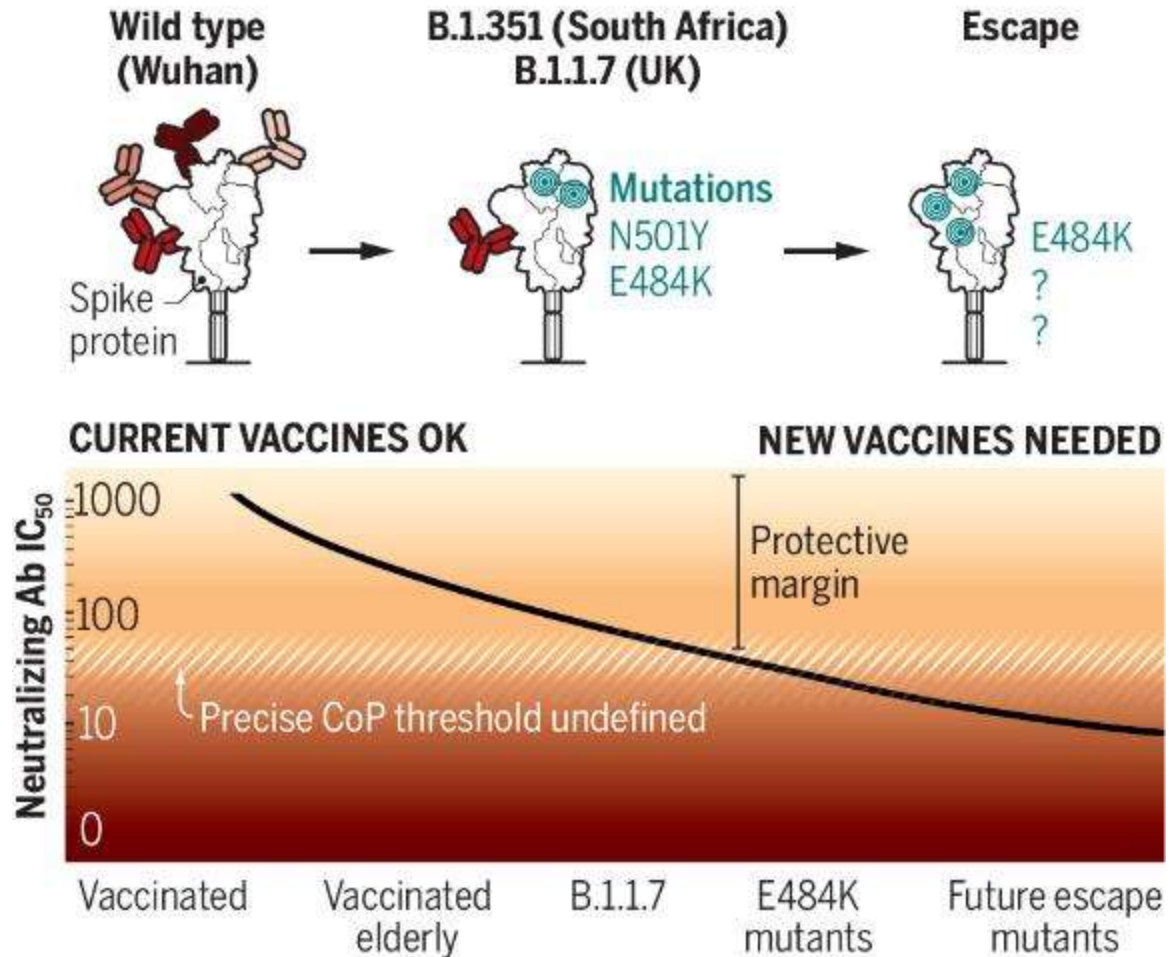 Wild type
(Wuhan)
B.1.351 (South Africa)
B.1.1.7 (UK)
Escape
Mutations
N501Y
E484K
E484K
?
?
Spike
protein
CURRENT VACCINES OK
NEW VACCINES NEEDED
Neutralizing Ab IC50
1000
100
10
0
Protective
margin
Precise CoP threshold undefined
Vaccinated
Vaccinated
elderly
B.1.1.7
E484K
mutants
Future escape
mutants